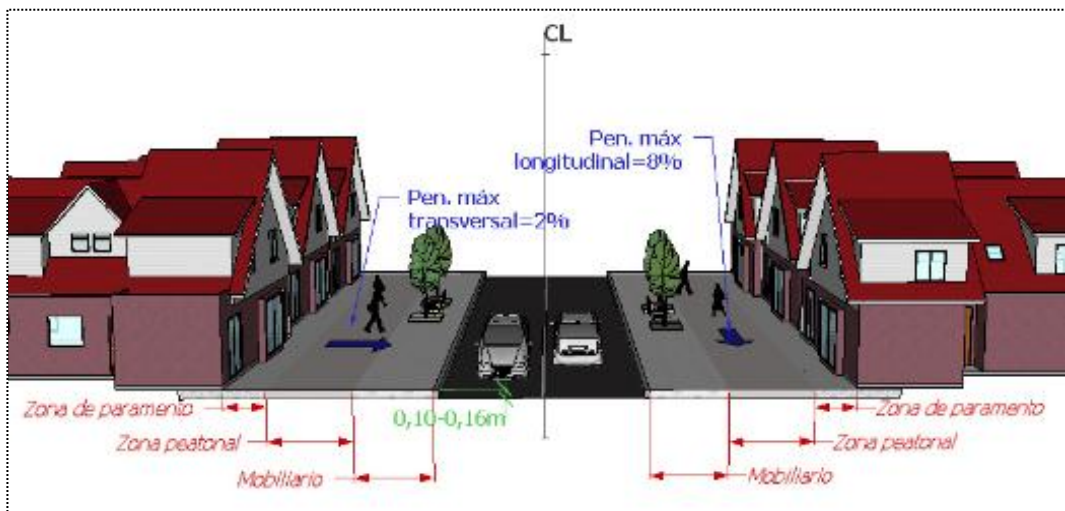 CL
Pen. máx
longitudinal=8%
Pen. máx
transversal=2%
0,10-0,16m
Zona de paramento
Zona peatonal
Mobiliario
Zona de paramento
Zona peatonal
Mobiliario